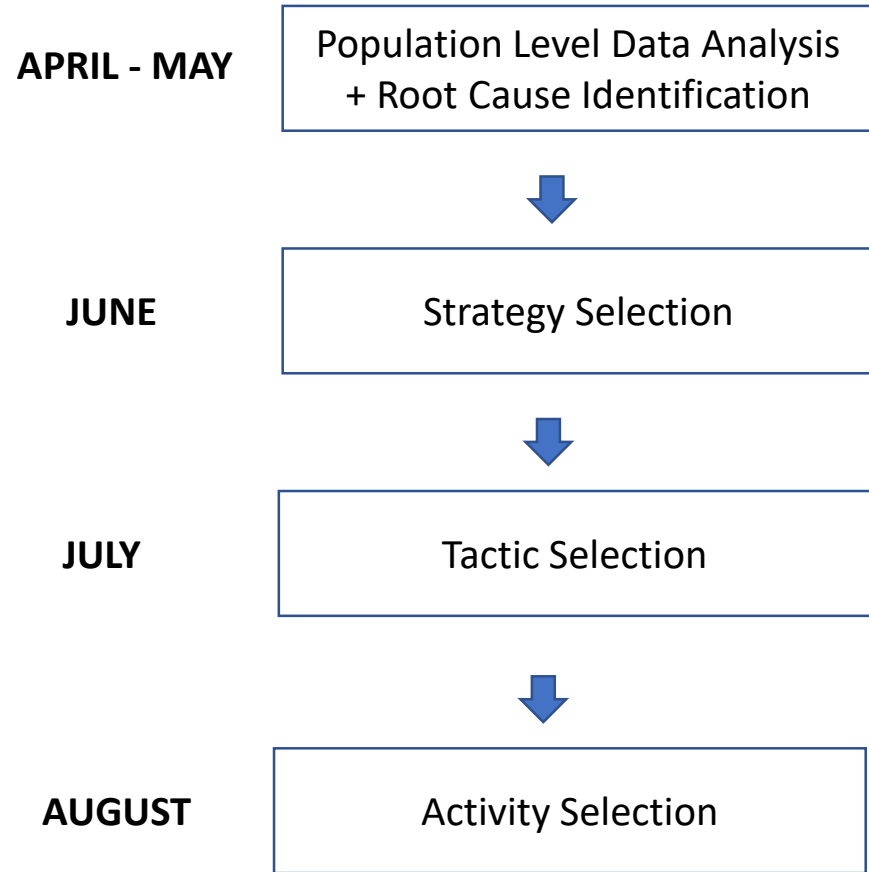 APRIL - MAY
Population Level Data Analysis
+ Root Cause Identification
JUNE
Strategy Selection
JULY
Tactic Selection
AUGUST
Activity Selection